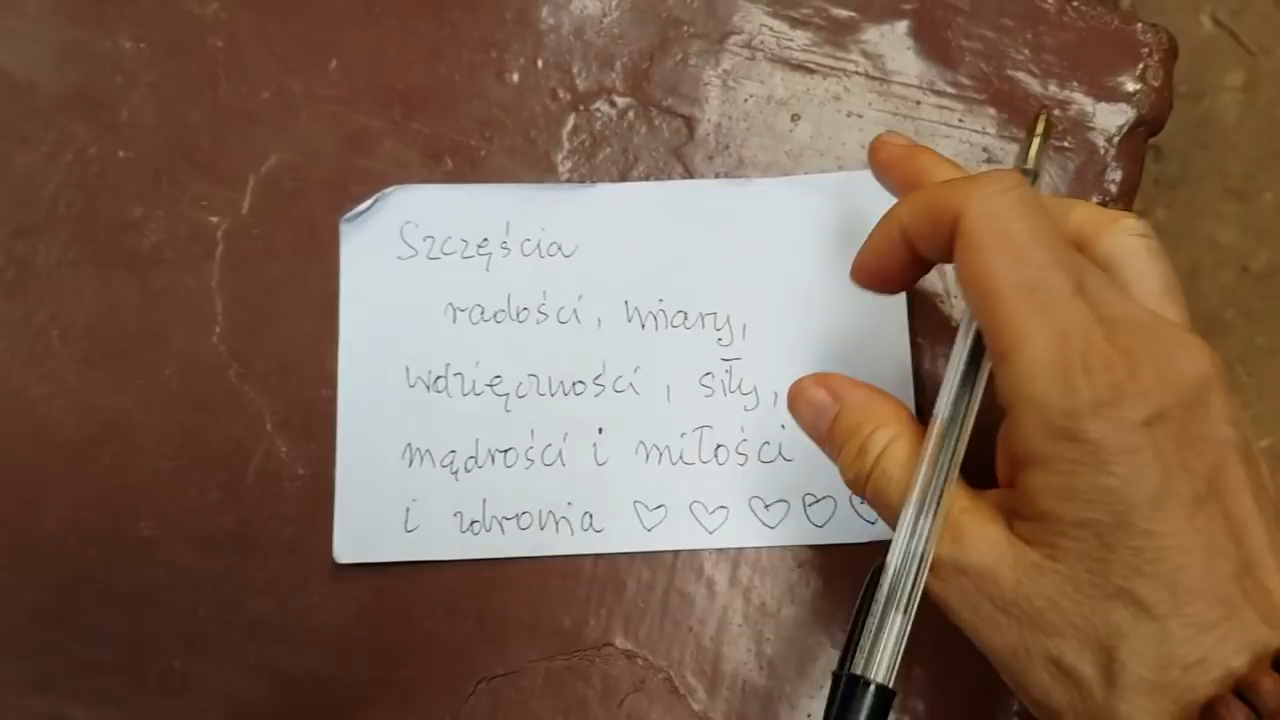 Szczęścia
radości, wiary,
wdzięczności, siły,
mądrości i miłości
i zdrowia ♡ ♡ ♡ ♡ ♡